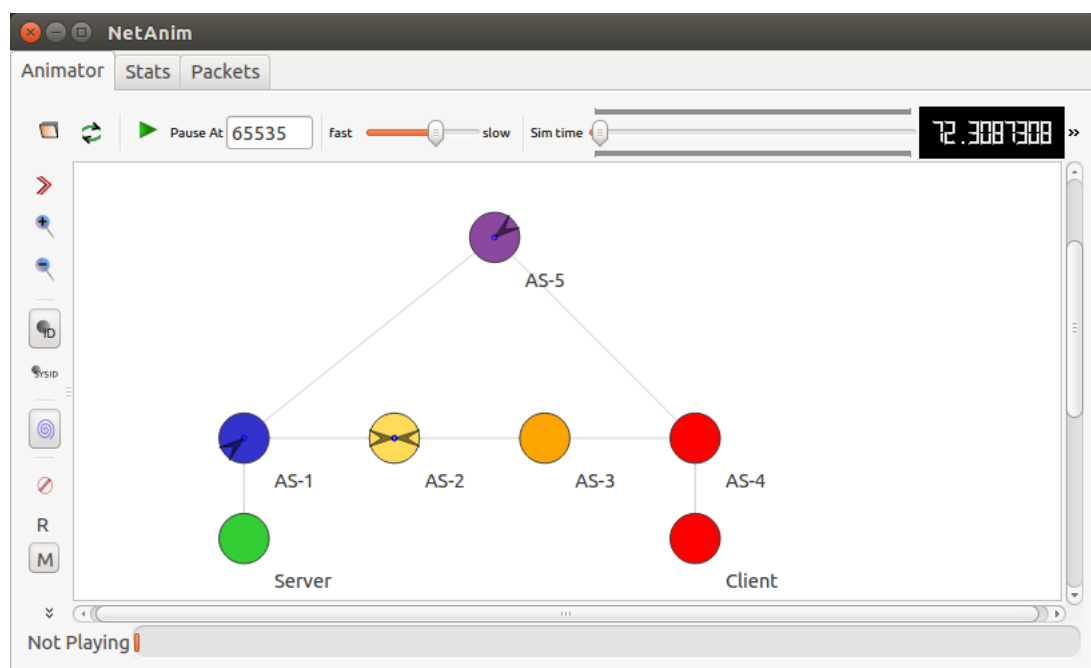 NetAnim
Animator Stats Packets
Pause At 65535 fast slow Sim time 72.3087308 »
ID
SYSID
R
M
AS-5
AS-1 AS-2 AS-3 AS-4
Server Client
Not Playing